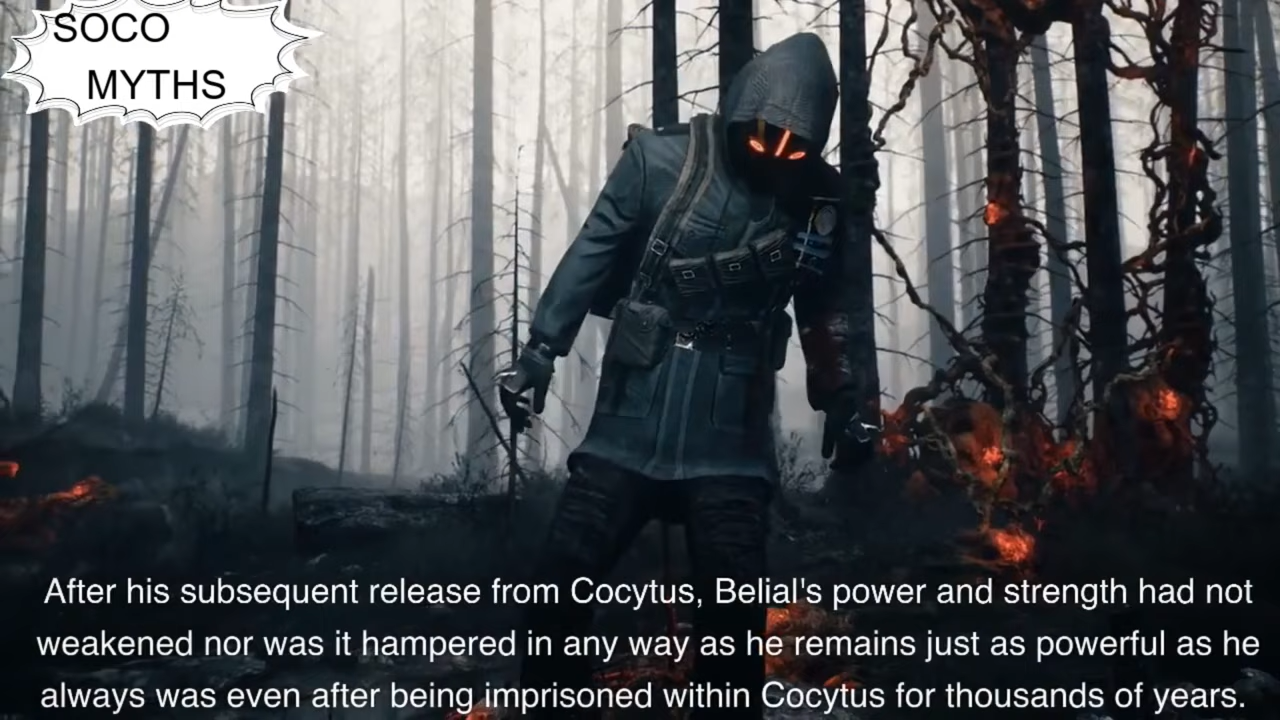 SOCO
MYTHS
After his subsequent release from Cocytus, Belial's power and strength had not
weakened nor was it hampered in any way as he remains just as powerful as he
always was even after being imprisoned within Cocytus for thousands of years.